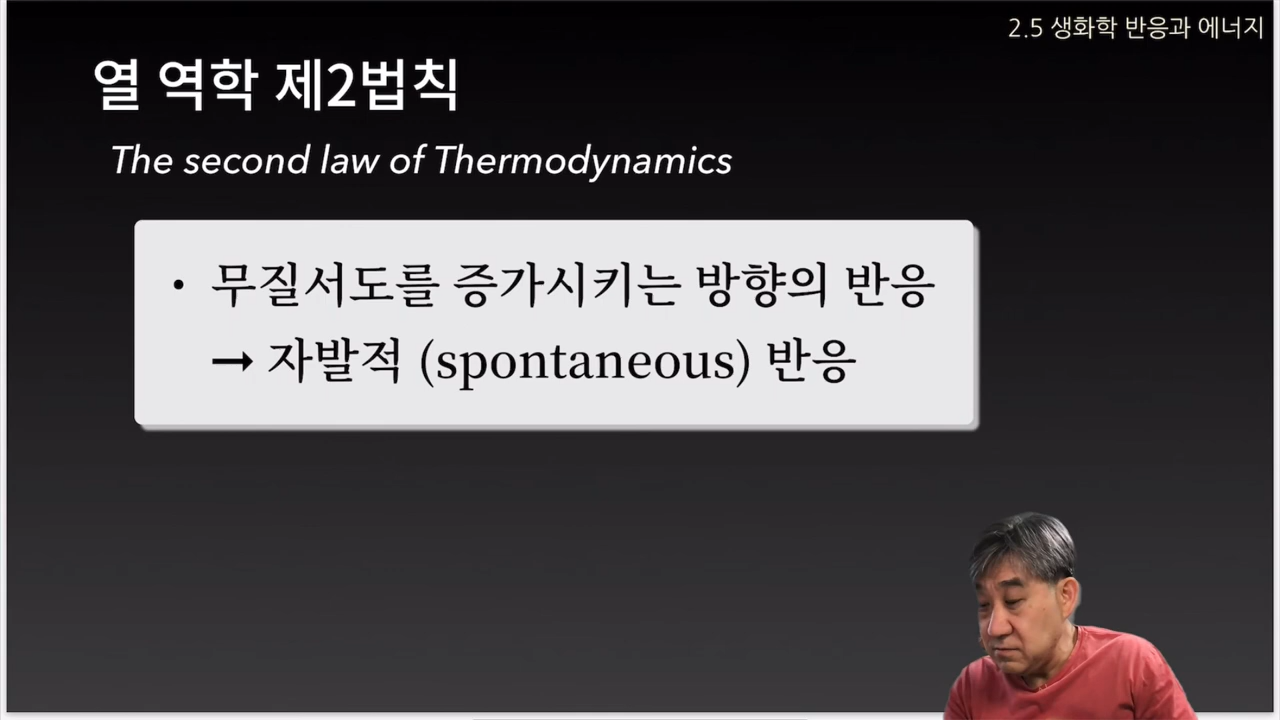 2.5 생화학 반응과 에너지
열 역학 제2법칙
The second law of Thermodynamics
• 무질서도를 증가시키는 방향의 반응
→ 자발적 (spontaneous) 반응